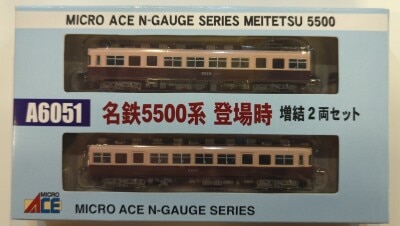 MICRO ACE N-GAUGE SERIES MEITETSU 5500
A6051
名鉄5500系 登場時 増結2両セット
MICRO ACE
MICRO ACE N-GAUGE SERIES